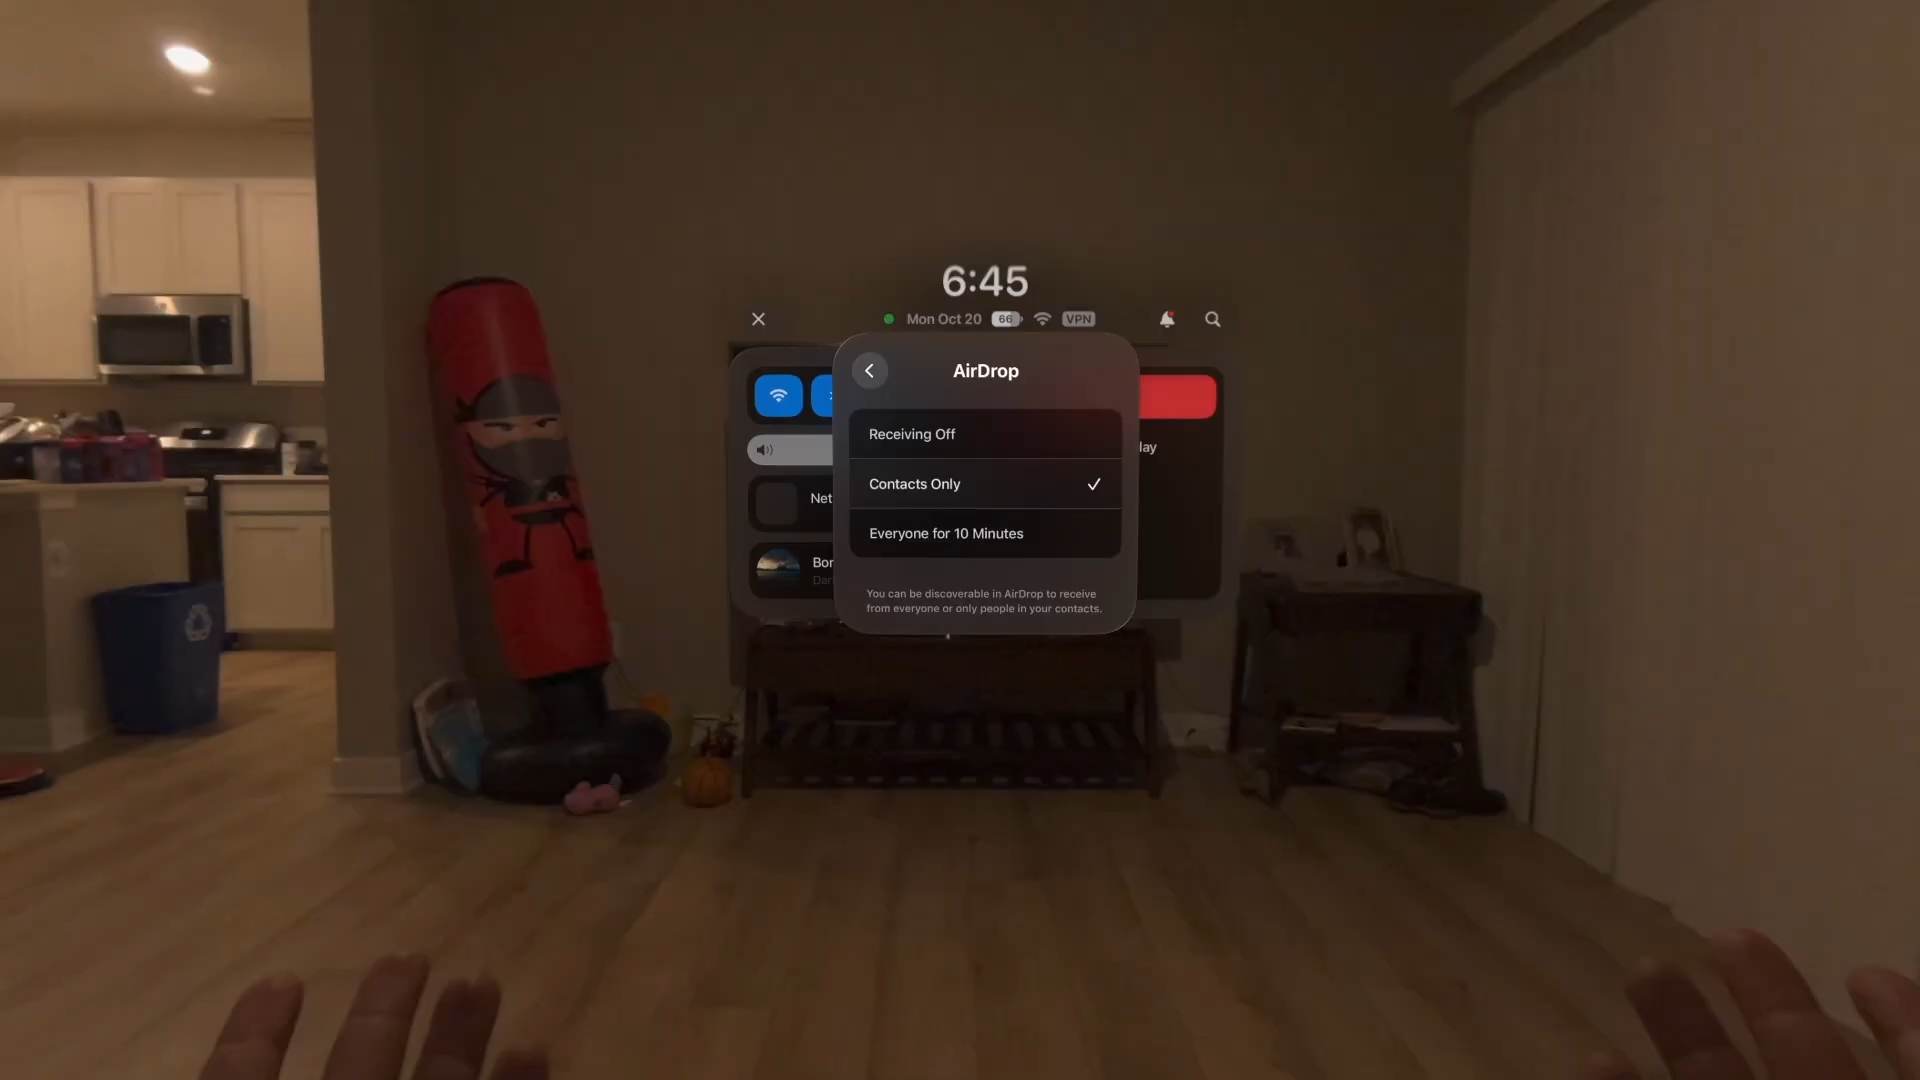 6:45
Mon Oct 20 66 VPN
AirDrop
Receiving Off
Contacts Only
Everyone for 10 Minutes
You can be discoverable in AirDrop to receive
from everyone or only people in your contacts.
lay
Net
Bor
Dar